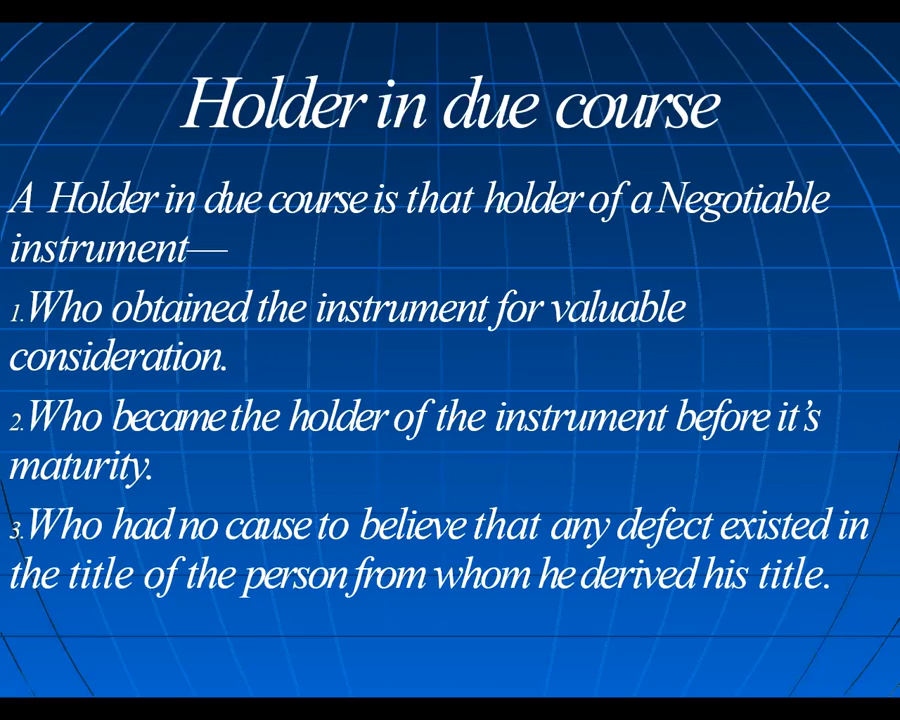 Holder in due course
A Holder in due course is that holder of a Negotiable
instrument—
1.Who obtained the instrument for valuable
consideration.
2.Who became the holder of the instrument before it’s
maturity.
3.Who had no cause to believe that any defect existed in
the title of the person from whom he derived his title.